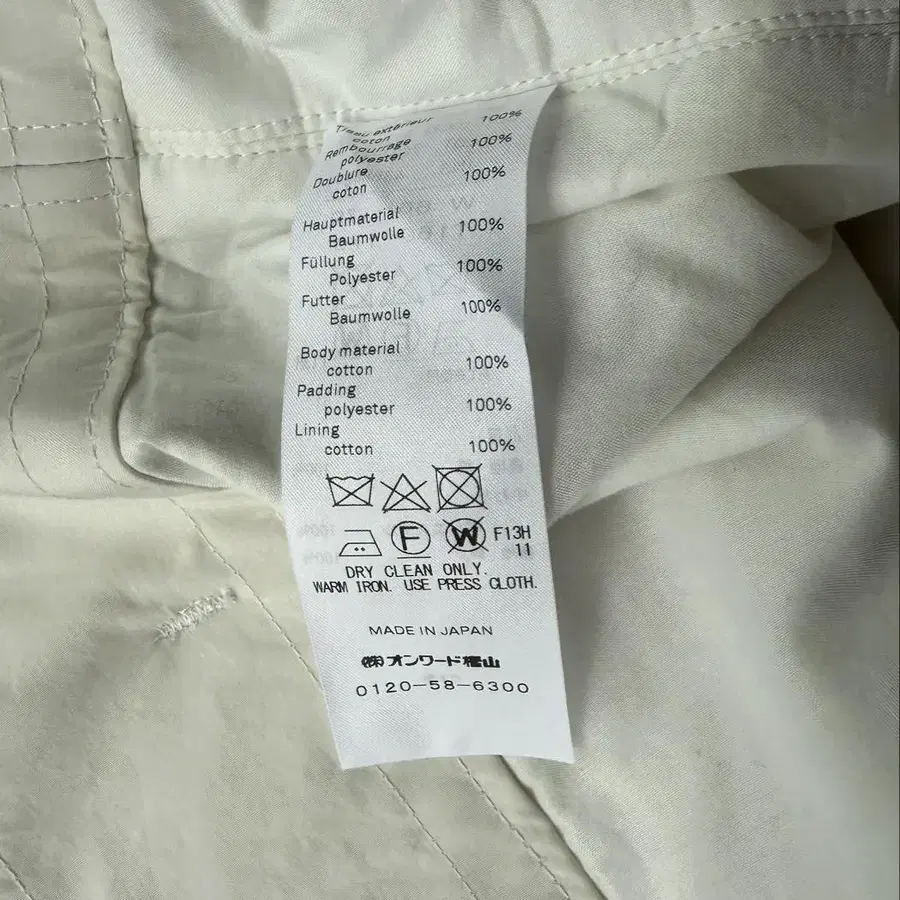 Tissu extérieur
coton 100%
Rembourrage
polyester 100%
Doublure
coton 100%
Hauptmaterial
Baumwolle 100%
Füllung
Polyester 100%
Futter
Baumwolle 100%
Body material
cotton 100%
Padding
polyester 100%
Lining
cotton 100%
F W F13H
11
DRY CLEAN ONLY.
WARM IRON. USE PRESS CLOTH.
MADE IN JAPAN
(株)オンワード樫山
0120-58-6300